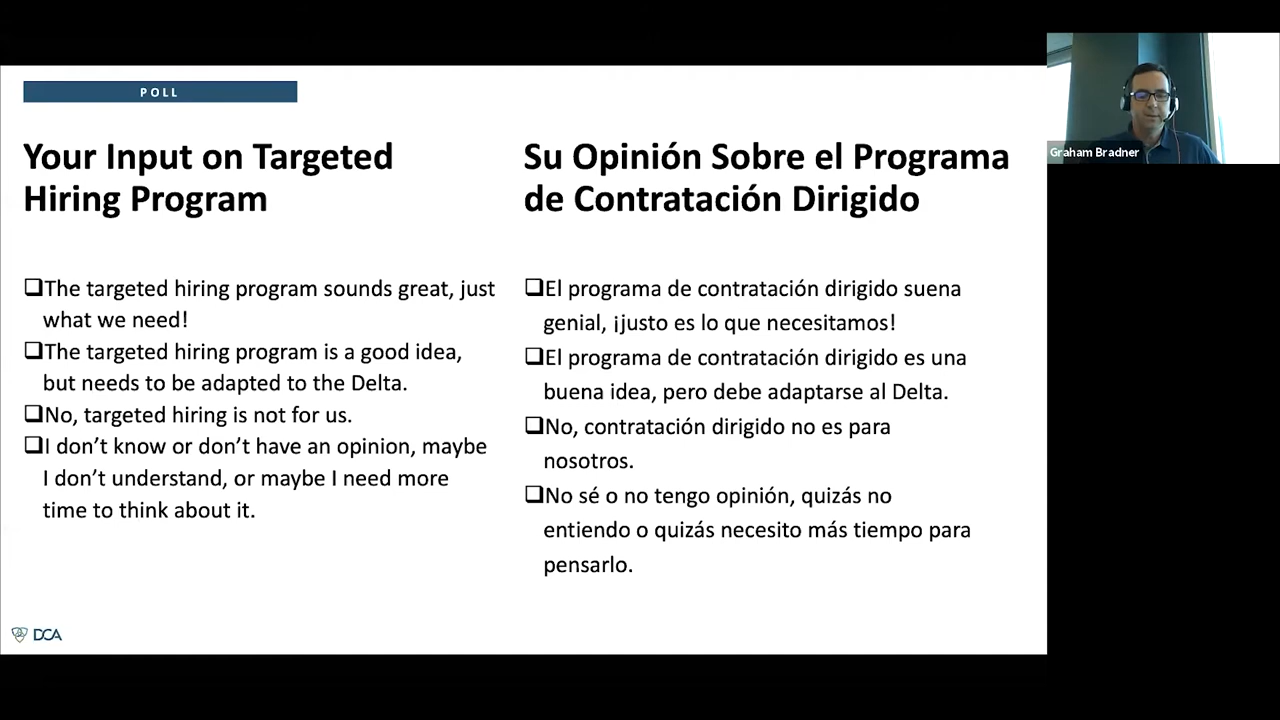 POLL
Your Input on Targeted
Hiring Program
❑The targeted hiring program sounds great, just
what we need!
❑The targeted hiring program is a good idea,
but needs to be adapted to the Delta.
❑No, targeted hiring is not for us.
❑I don’t know or don’t have an opinion, maybe
I don’t understand, or maybe I need more
time to think about it.
Su Opinión Sobre el Programa
de Contratación Dirigido
❑El programa de contratación dirigido suena
genial, ¡justo es lo que necesitamos!
❑El programa de contratación dirigido es una
buena idea, pero debe adaptarse al Delta.
❑No, contratación dirigido no es para
nosotros.
❑No sé o no tengo opinión, quizás no
entiendo o quizás necesito más tiempo para
pensarlo.
DCA
Graham Bradner